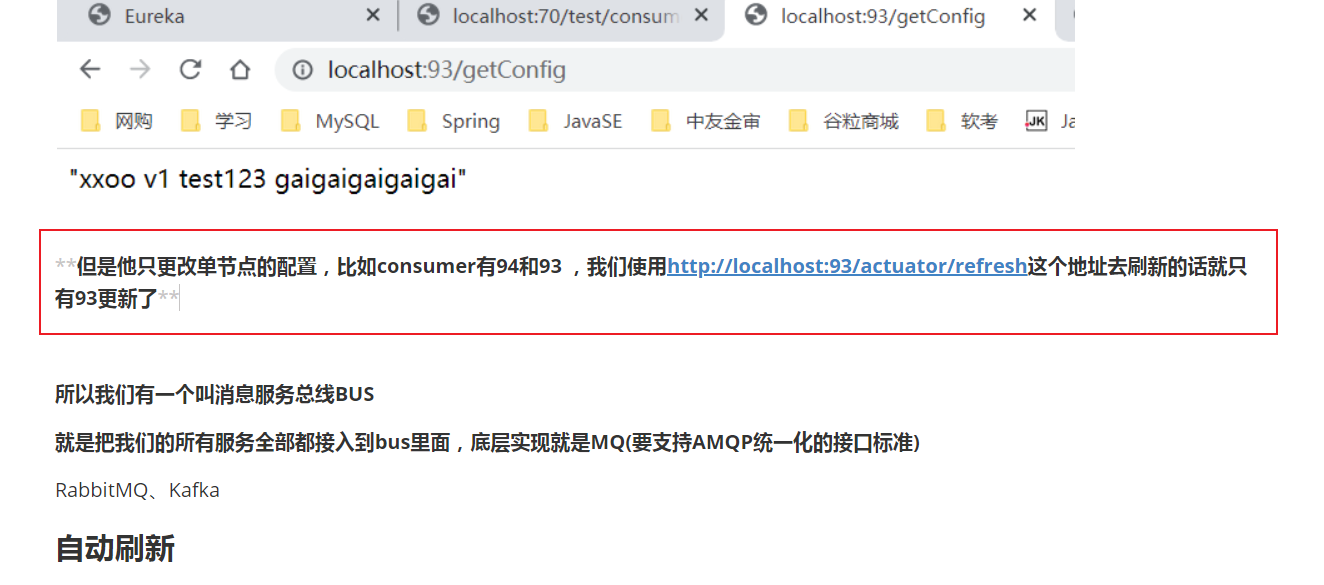 Eureka localhost:70/test/consum localhost:93/getConfig
localhost:93/getConfig
网购 学习 MySQL Spring JavaSE 中友金审 谷粒商城 软考 JK Ja
"xxoo v1 test123 gaigaigaigaigai"
**但是他只更改单节点的配置，比如consumer有94和93 ，我们使用http://localhost:93/actuator/refresh这个地址去刷新的话就只
有93更新了**
所以我们有一个叫消息服务总线BUS
就是把我们的所有服务全部都接入到bus里面，底层实现就是MQ(要支持AMQP统一化的接口标准)
RabbitMQ、Kafka
自动刷新